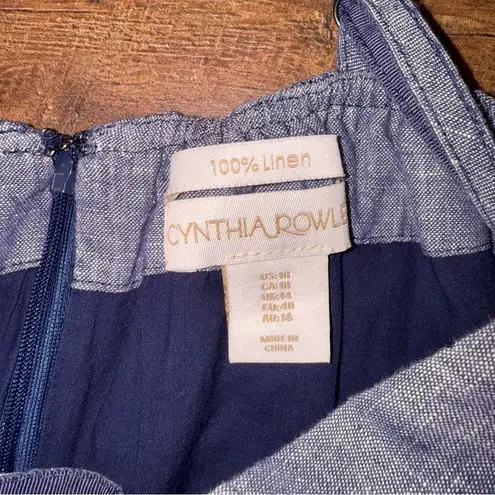 100% Linen
CYNTHIA ROWLE
US:10
CA:10
UK:14
EU:40
AU:14
MADE IN
CHINA